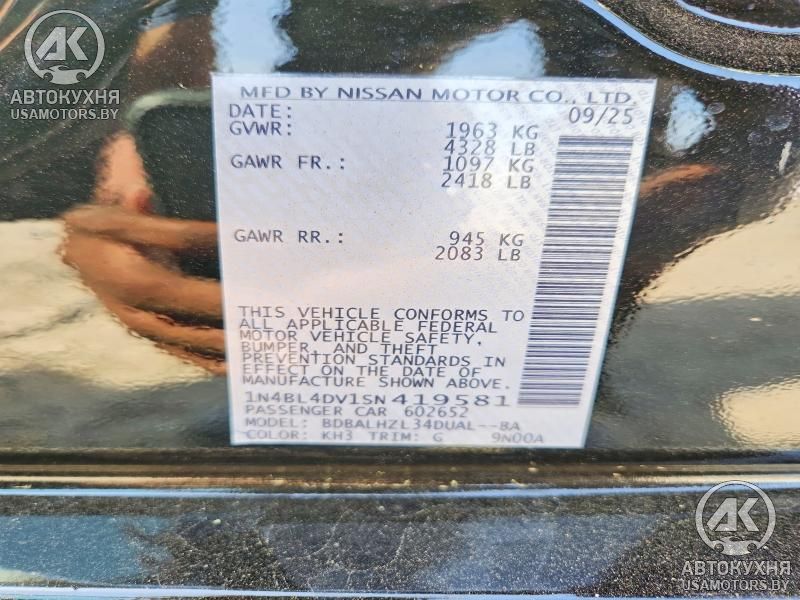 AK
АВТОКУХНЯ
USAMOTORS.BY
MFD BY NISSAN MOTOR CO., LTD.
DATE: 09/25
GVWR: 1963 KG
4328 LB
GAWR FR.: 1097 KG
2418 LB
GAWR RR.: 945 KG
2083 LB
THIS VEHICLE CONFORMS TO
ALL APPLICABLE FEDERAL
MOTOR VEHICLE SAFETY,
BUMPER, AND THEFT
PREVENTION STANDARDS IN
EFFECT ON THE DATE OF
MANUFACTURE SHOWN ABOVE.
1N4BL4DV1SN419581
PASSENGER CAR 602652
MODEL: BDBALHZL34DUAL--BA
COLOR: KH3 TRIM: G 9N00A
AK
АВТОКУХНЯ
USAMOTORS.BY